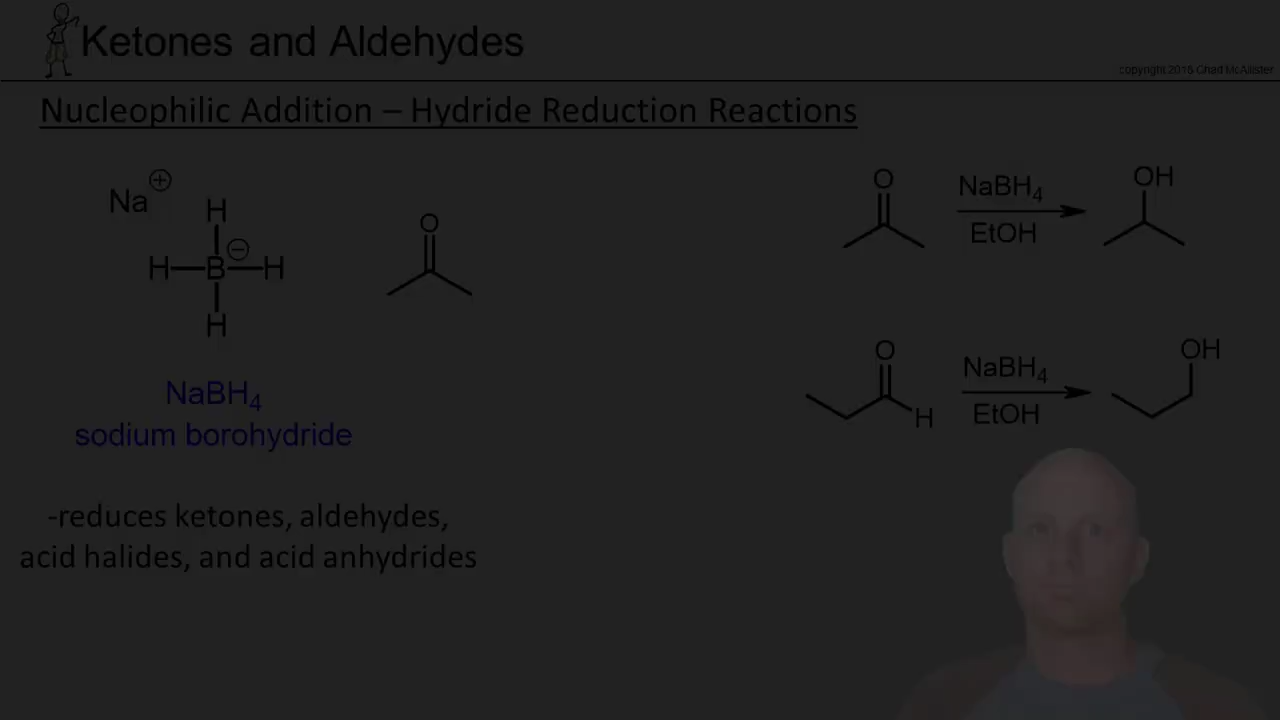 Ketones and Aldehydes
copyright 2016 Chad McAllister
Nucleophilic Addition – Hydride Reduction Reactions
Na⊕
H
H–B⊖–H
H
O
NaBH₄
sodium borohydride
-reduces ketones, aldehydes,
acid halides, and acid anhydrides
O
NaBH₄
EtOH
OH
O
H
NaBH₄
EtOH
OH